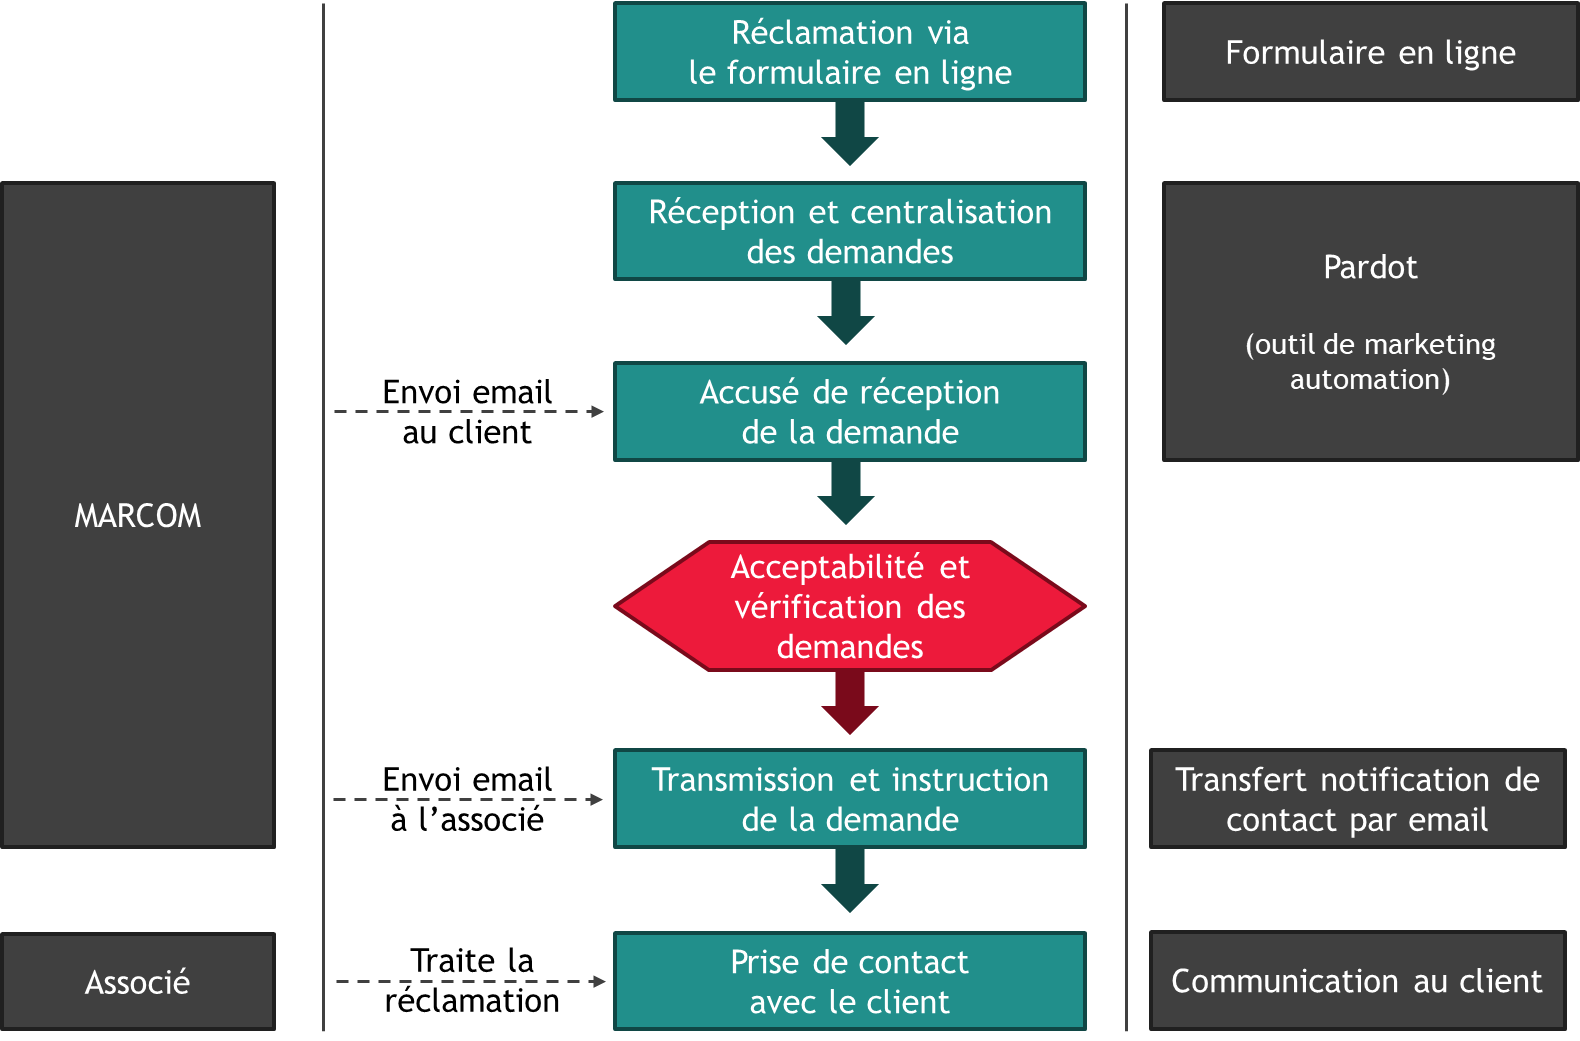 Réclamation via
le formulaire en ligne
Formulaire en ligne
MARCOM
Réception et centralisation
des demandes
Pardot
(outil de marketing
automation)
Envoi email
au client
Accusé de réception
de la demande
Acceptabilité et
vérification des
demandes
Envoi email
à l’associé
Transmission et instruction
de la demande
Transfert notification de
contact par email
Associé
Traite la
réclamation
Prise de contact
avec le client
Communication au client